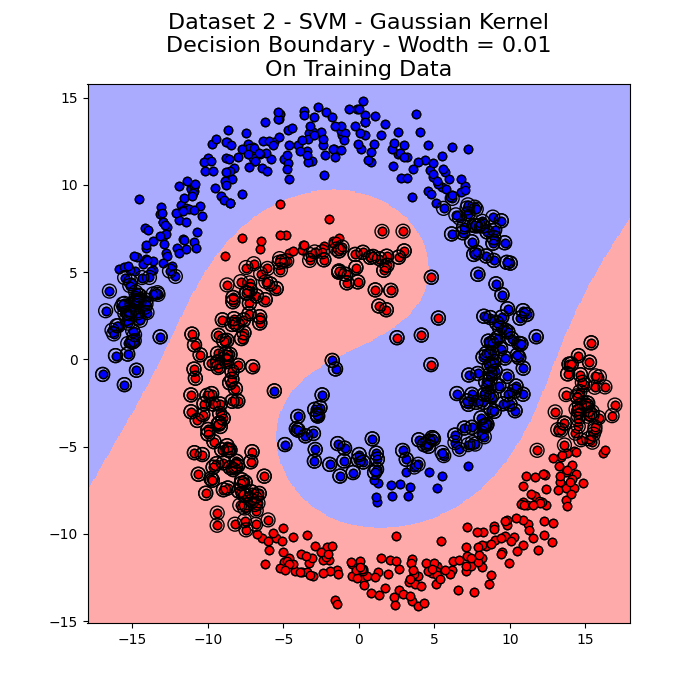 Dataset 2 - SVM - Gaussian Kernel
Decision Boundary - Wodth = 0.01
On Training Data
15
10
5
0
−5
−10
−15
−15 −10 −5 0 5 10 15